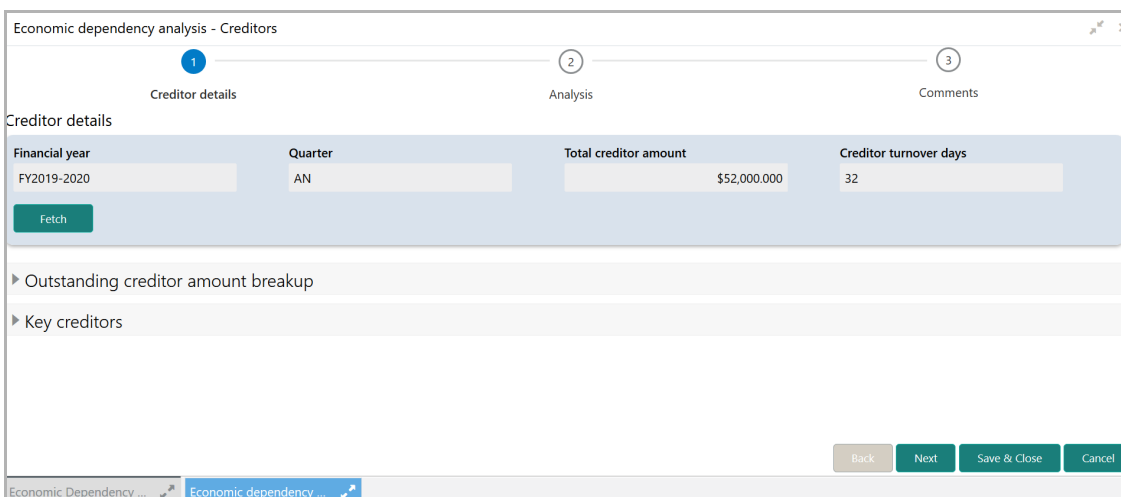 Economic dependency analysis - Creditors
1 2 3
Creditor details Analysis Comments
Creditor details
Financial year Quarter Total creditor amount Creditor turnover days
FY2019-2020 AN $52,000.000 32
Fetch
Outstanding creditor amount breakup
Key creditors
Back Next Save & Close Cancel
Economic Dependency ... Economic dependency ...